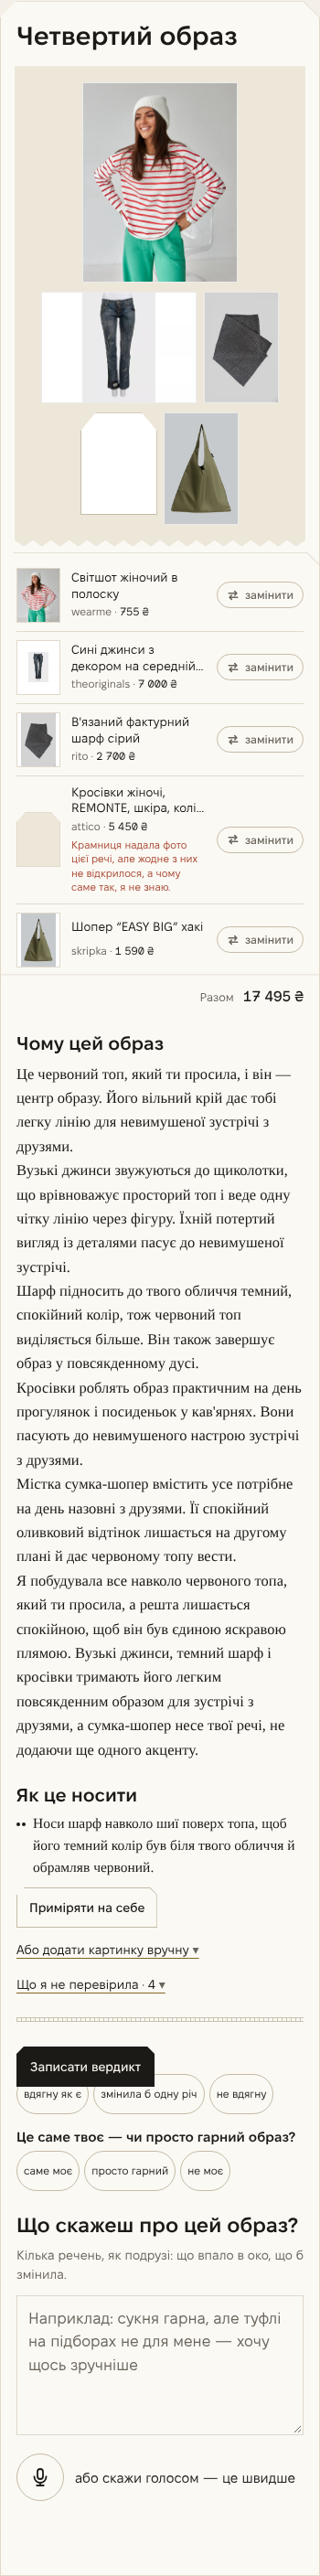 Четвертий образ
Світшот жіночий в
полоску
wearme · 755 ₴
замінити
Сині джинси з
декором на середній...
theoriginals · 7 000 ₴
замінити
В'язаний фактурний
шарф сірий
rito · 2 700 ₴
замінити
Кросівки жіночі,
REMONTE, шкіра, колі...
attico · 5 450 ₴
Крамниця надала фото
цієї речі, але жодне з них
не відкрилося, а чому
саме так, я не знаю.
замінити
Шопер “EASY BIG” хакі
skripka · 1 590 ₴
замінити
Разом 17 495 ₴
Чому цей образ
Це червоний топ, який ти просила, і він —
центр образу. Його вільний крій дає тобі
легку лінію для невимушеної зустрічі з
друзями.
Вузькі джинси звужуються до щиколотки,
що врівноважує просторий топ і веде одну
чітку лінію через фігуру. Їхній потертий
вигляд із деталями пасує до невимушеної
зустрічі.
Шарф підносить до твого обличчя темний,
спокійний колір, тож червоний топ
виділяється більше. Він також завершує
образ у повсякденному дусі.
Кросівки роблять образ практичним на день
прогулянок і посиденьок у кав'ярнях. Вони
пасують до невимушеного настрою зустрічі
з друзями.
Містка сумка-шопер вмістить усе потрібне
на день назовні з друзями. Її спокійний
оливковий відтінок лишається на другому
плані й дає червоному топу вести.
Я побудувала все навколо червоного топа,
який ти просила, а решта лишається
спокійною, щоб він був єдиною яскравою
плямою. Вузькі джинси, темний шарф і
кросівки тримають його легким
повсякденним образом для зустрічі з
друзями, а сумка-шопер несе твої речі, не
додаючи ще одного акценту.
Як це носити
•• Носи шарф навколо шиї поверх топа, щоб
його темний колір був біля твого обличчя й
обрамляв червоний.
Приміряти на себе
Або додати картинку вручну ▾
Що я не перевірила · 4 ▾
Записати вердикт
вдягну як є
змінила б одну річ
не вдягну
Це саме твоє — чи просто гарний образ?
саме моє
просто гарний
не моє
Що скажеш про цей образ?
Кілька речень, як подрузі: що впало в око, що б
змінила.
Наприклад: сукня гарна, але туфлі
на підборах не для мене — хочу
щось зручніше
або скажи голосом — це швидше